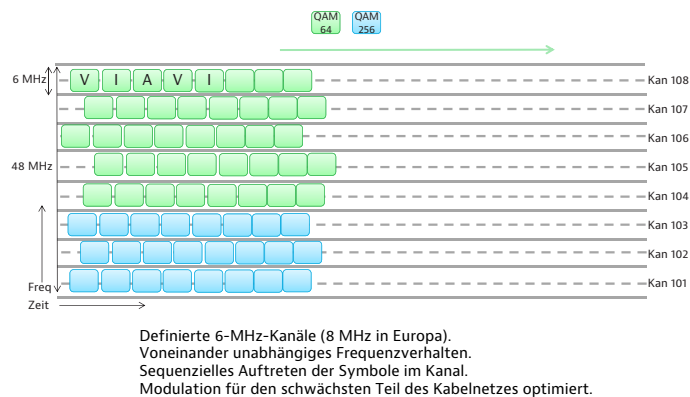 QAM QAM
64 256
6 MHz V I A V I Kan 108
Kan 107
Kan 106
48 MHz Kan 105
Kan 104
Kan 103
Kan 102
Freq Kan 101
Zeit
Definierte 6-MHz-Kanäle (8 MHz in Europa).
Voneinander unabhängiges Frequenzverhalten.
Sequenzielles Auftreten der Symbole im Kanal.
Modulation für den schwächsten Teil des Kabelnetzes optimiert.